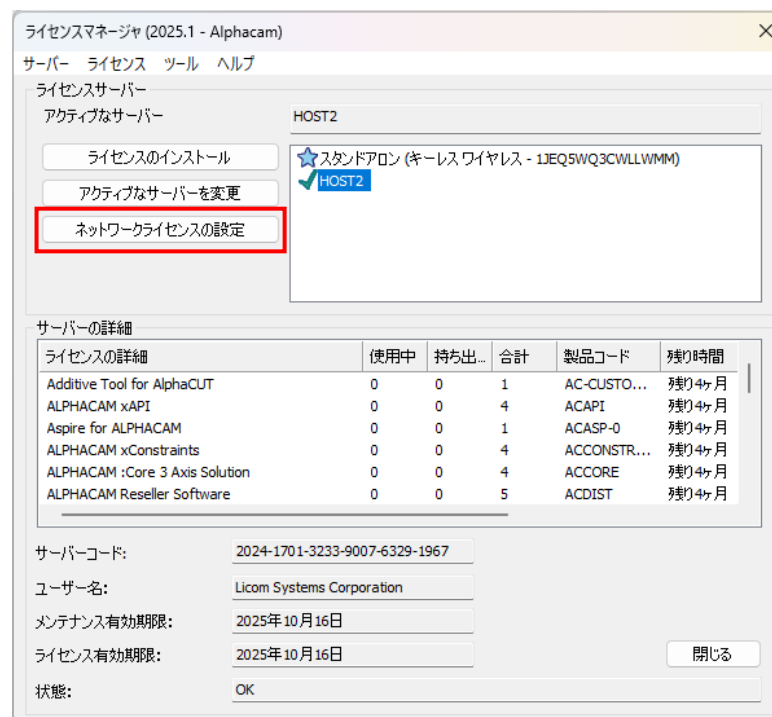 ライセンスマネージャ (2025.1 - Alphacam)
サーバー ライセンス ツール ヘルプ
ライセンスサーバー
アクティブなサーバー HOST2
ライセンスのインストール
アクティブなサーバーを変更
ネットワークライセンスの設定
スタンドアロン (キーレス ワイヤレス - 1JEQ5WQ3CWLLWMM)
HOST2
サーバーの詳細
ライセンスの詳細 使用中 持ち出... 合計 製品コード 残り時間
Additive Tool for AlphaCUT 0 0 1 AC-CUSTO... 残り4ヶ月
ALPHACAM xAPI 0 0 4 ACAPI 残り4ヶ月
Aspire for ALPHACAM 0 0 1 ACASP-0 残り4ヶ月
ALPHACAM xConstraints 0 0 4 ACCONSTR... 残り4ヶ月
ALPHACAM :Core 3 Axis Solution 0 0 4 ACCORE 残り4ヶ月
ALPHACAM Reseller Software 0 0 5 ACDIST 残り4ヶ月
サーバーコード: 2024-1701-3233-9007-6329-1967
ユーザー名: Licom Systems Corporation
メンテナンス有効期限: 2025年10月16日
ライセンス有効期限: 2025年10月16日
閉じる
状態: OK